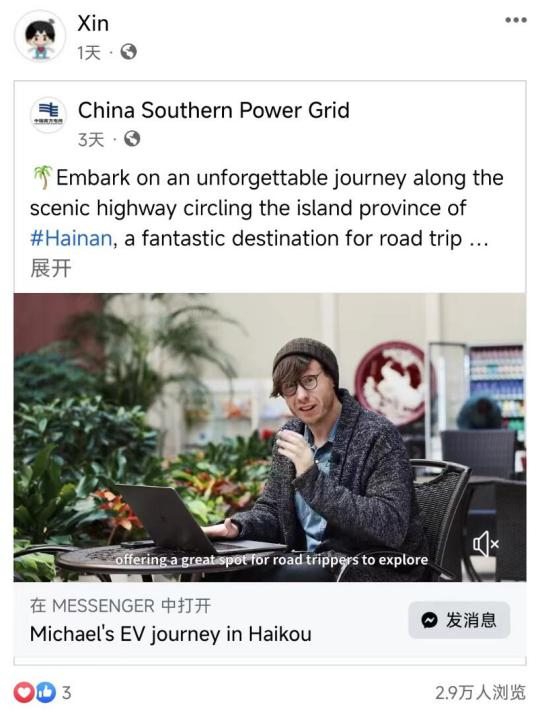 Xin
1天 ·
China Southern Power Grid
3天 ·
Embark on an unforgettable journey along the
scenic highway circling the island province of
#Hainan, a fantastic destination for road trip ...
展开
offering a great spot for road trippers to explore
在 MESSENGER 中打开
Michael's EV journey in Haikou
发消息
3
2.9万人浏览